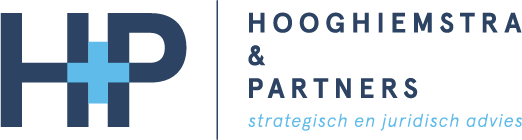 H+P
HOOGHIEMSTRA
&
PARTNERS
strategisch en juridisch advies